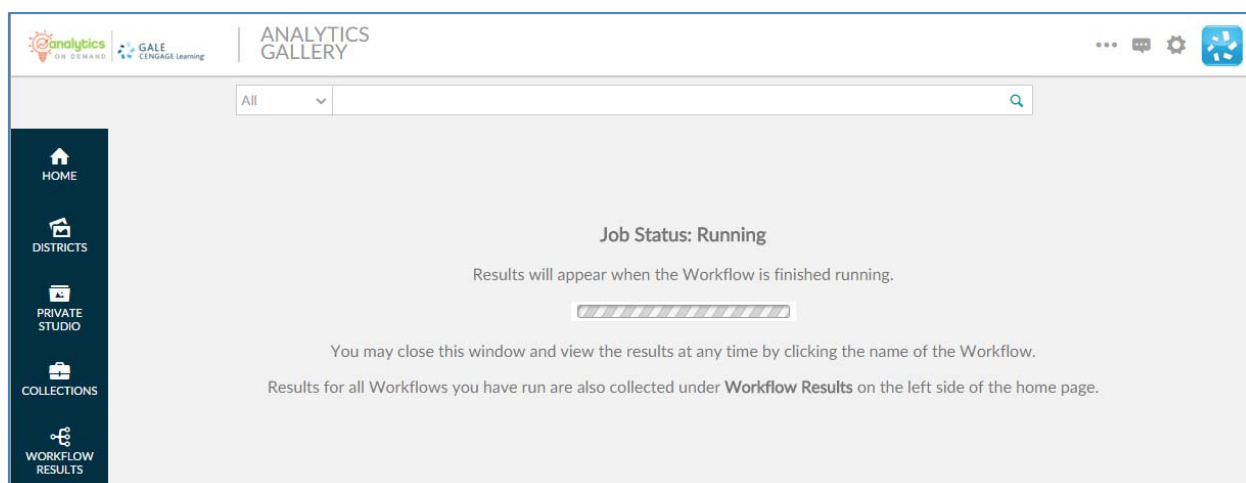 analytics
ON DEMAND
GALE
CENGAGE Learning
ANALYTICS
GALLERY
All
HOME
DISTRICTS
PRIVATE
STUDIO
COLLECTIONS
WORKFLOW
RESULTS
Job Status: Running
Results will appear when the Workflow is finished running.
You may close this window and view the results at any time by clicking the name of the Workflow.
Results for all Workflows you have run are also collected under Workflow Results on the left side of the home page.